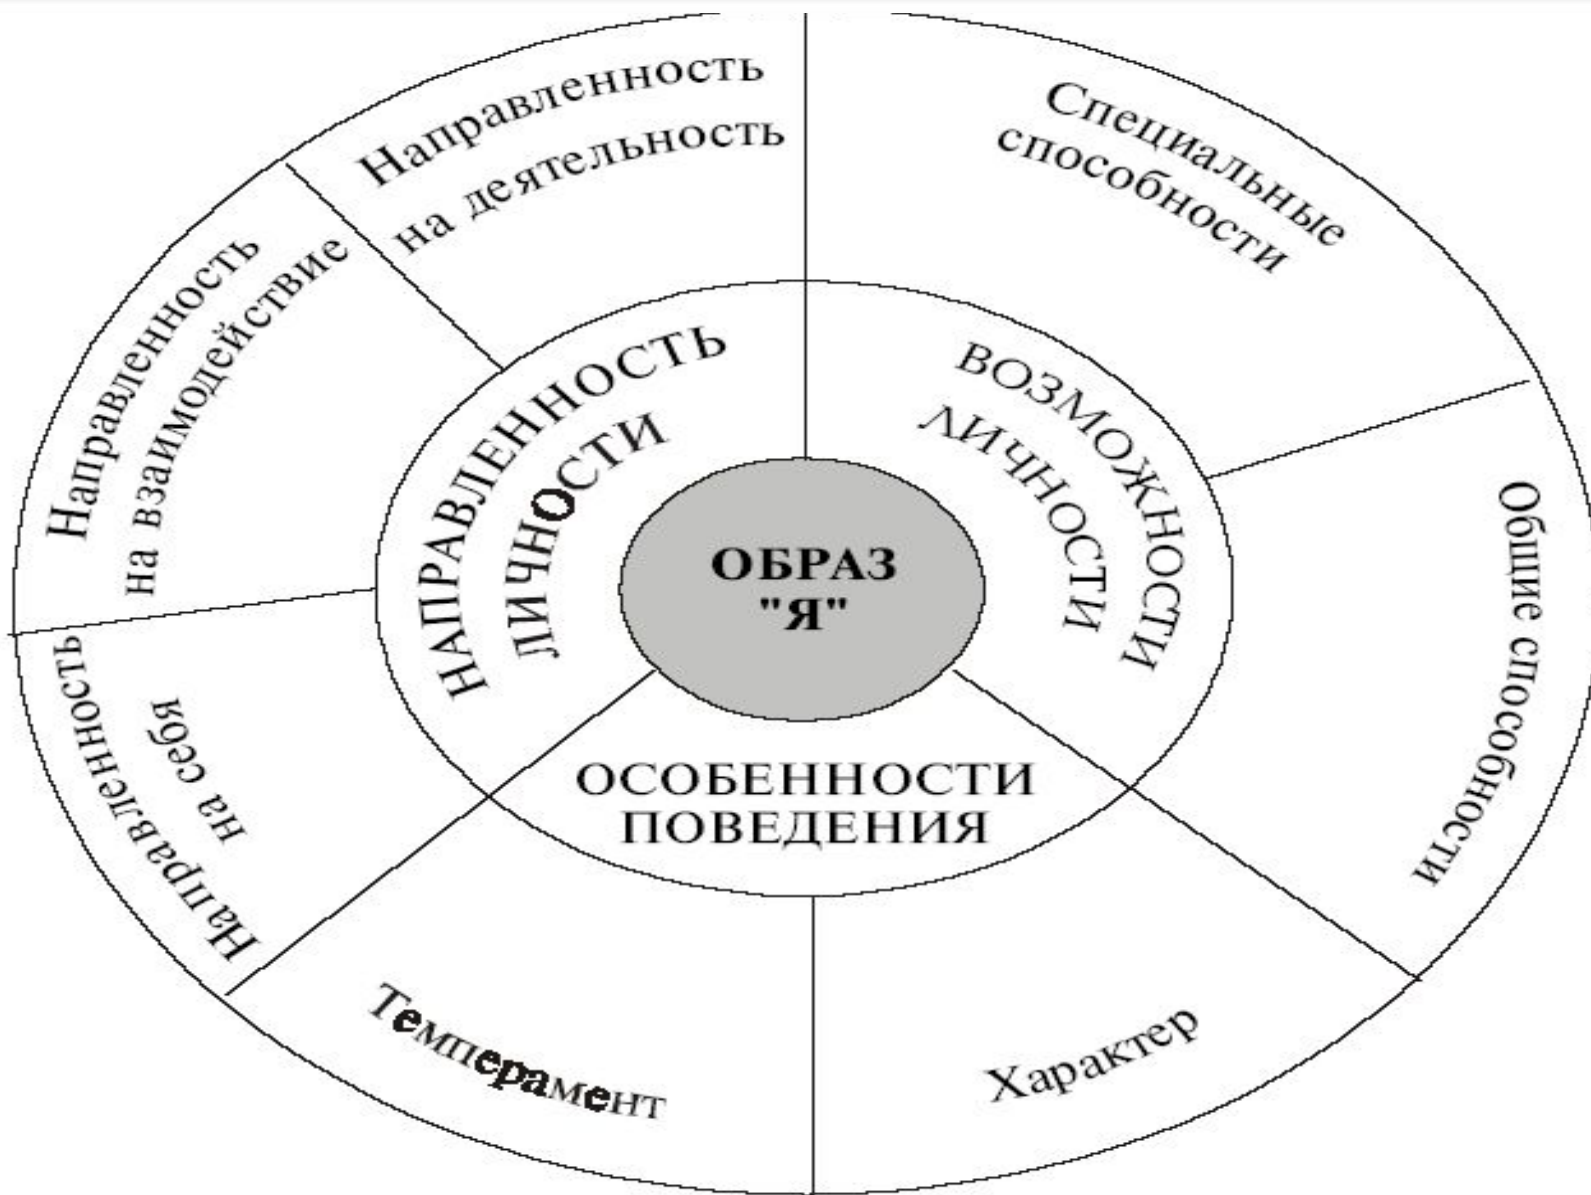 Направленность
на деятельность
Специальные
способности
Направленность
на взаимодействие
НАПРАВЛЕННОСТЬ
ЛИЧНОСТИ
ВОЗМОЖНОСТИ
ЛИЧНОСТИ
Общие способности
ОБРАЗ
"Я"
Направленность
на себя
ОСОБЕННОСТИ
ПОВЕДЕНИЯ
Темперамент
Характер